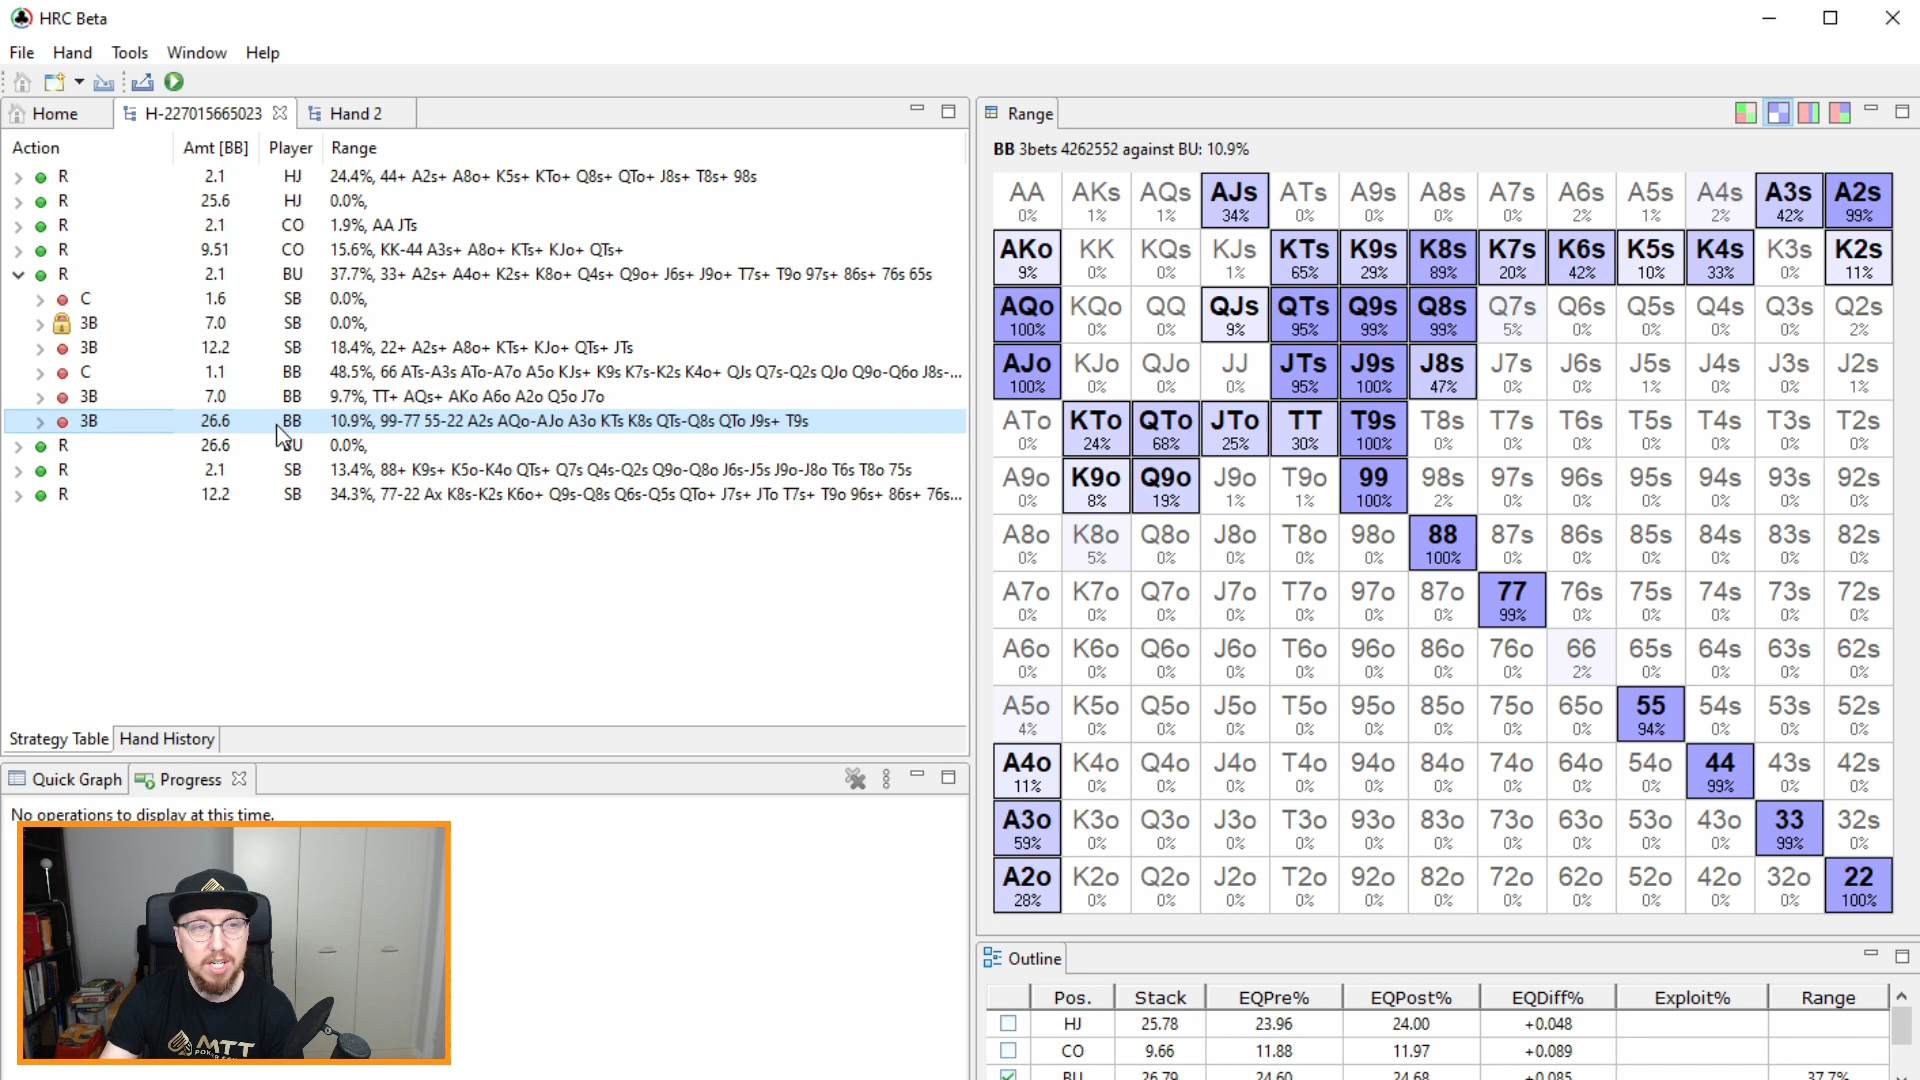 HRC Beta
File Hand Tools Window Help
Home H-227015665023 Hand 2
Action Amt [BB] Player Range
R 2.1 HJ 24.4%, 44+ A2s+ A8o+ K5s+ KTo+ Q8s+ QTo+ J8s+ T8s+ 98s
R 25.6 HJ 0.0%,
R 2.1 CO 1.9%, AA JTs
R 9.51 CO 15.6%, KK-44 A3s+ A8o+ KTs+ KJo+ QTs+
R 2.1 BU 37.7%, 33+ A2s+ A4o+ K2s+ K8o+ Q4s+ Q9o+ J6s+ J9o+ T7s+ T9o 97s+ 86s+ 76s 65s
C 1.6 SB 0.0%,
3B 7.0 SB 0.0%,
3B 12.2 SB 18.4%, 22+ A2s+ A8o+ KTs+ KJo+ QTs+ JTs
C 1.1 BB 48.5%, 66 ATs-A3s ATo-A7o A5o KJs+ K9s K7s-K2s K4o+ QJs Q7s-Q2s QJo Q9o-Q6o J8s-...
3B 7.0 BB 9.7%, TT+ AQs+ AKo A6o A2o Q5o J7o
3B 26.6 BB 10.9%, 99-77 55-22 A2s AQo-AJo A3o KTs K8s QTs-Q8s QTo J9s+ T9s
R 26.6 BU 0.0%,
R 2.1 SB 13.4%, 88+ K9s+ K5o-K4o QTs+ Q7s Q4s-Q2s Q9o-Q8o J6s-J5s J9o-J8o T6s T8o 75s
R 12.2 SB 34.3%, 77-22 Ax K8s-K2s K6o+ Q9s-Q8s Q6s-Q5s QTo+ J7s+ JTo T7s+ T9o 96s+ 86s+ 76s...
Strategy Table Hand History
Quick Graph Progress
No operations to display at this time.
MTT
Range
BB 3bets 4262552 against BU: 10.9%
AA AKs AQs AJs ATs A9s A8s A7s A6s A5s A4s A3s A2s
0% 1% 1% 34% 0% 0% 0% 0% 2% 1% 2% 42% 99%
AKo KK KQs KJs KTs K9s K8s K7s K6s K5s K4s K3s K2s
9% 0% 0% 1% 65% 29% 89% 20% 42% 10% 33% 0% 11%
AQo KQo QQ QJs QTs Q9s Q8s Q7s Q6s Q5s Q4s Q3s Q2s
100% 0% 0% 9% 95% 99% 99% 5% 0% 0% 0% 0% 2%
AJo KJo QJo JJ JTs J9s J8s J7s J6s J5s J4s J3s J2s
100% 0% 0% 0% 95% 100% 47% 0% 0% 1% 0% 0% 1%
ATo KTo QTo JTo TT T9s T8s T7s T6s T5s T4s T3s T2s
0% 24% 68% 25% 30% 100% 0% 0% 0% 0% 0% 0% 0%
A9o K9o Q9o J9o T9o 99 98s 97s 96s 95s 94s 93s 92s
0% 8% 19% 1% 1% 100% 2% 0% 0% 0% 0% 0% 0%
A8o K8o Q8o J8o T8o 98o 88 87s 86s 85s 84s 83s 82s
0% 5% 0% 0% 0% 0% 100% 0% 0% 0% 0% 0% 0%
A7o K7o Q7o J7o T7o 97o 87o 77 76s 75s 74s 73s 72s
0% 0% 0% 0% 0% 0% 0% 99% 0% 0% 0% 0% 0%
A6o K6o Q6o J6o T6o 96o 86o 76o 66 65s 64s 63s 62s
0% 0% 0% 0% 0% 0% 0% 0% 2% 0% 0% 0% 0%
A5o K5o Q5o J5o T5o 95o 85o 75o 65o 55 54s 53s 52s
4% 0% 0% 0% 0% 0% 0% 0% 0% 94% 0% 0% 0%
A4o K4o Q4o J4o T4o 94o 84o 74o 64o 54o 44 43s 42s
11% 0% 0% 0% 0% 0% 0% 0% 0% 0% 99% 0% 0%
A3o K3o Q3o J3o T3o 93o 83o 73o 63o 53o 43o 33 32s
59% 0% 0% 0% 0% 0% 0% 0% 0% 0% 0% 99% 0%
A2o K2o Q2o J2o T2o 92o 82o 72o 62o 52o 42o 32o 22
28% 0% 0% 0% 0% 0% 0% 0% 0% 0% 0% 0% 100%
Outline
Pos. Stack EQPre% EQPost% EQDiff% Exploit% Range
HJ 25.78 23.96 24.00 +0.048
CO 9.66 11.88 11.97 +0.089
BU 26.79 24.60 24.68 +0.085 37.7%